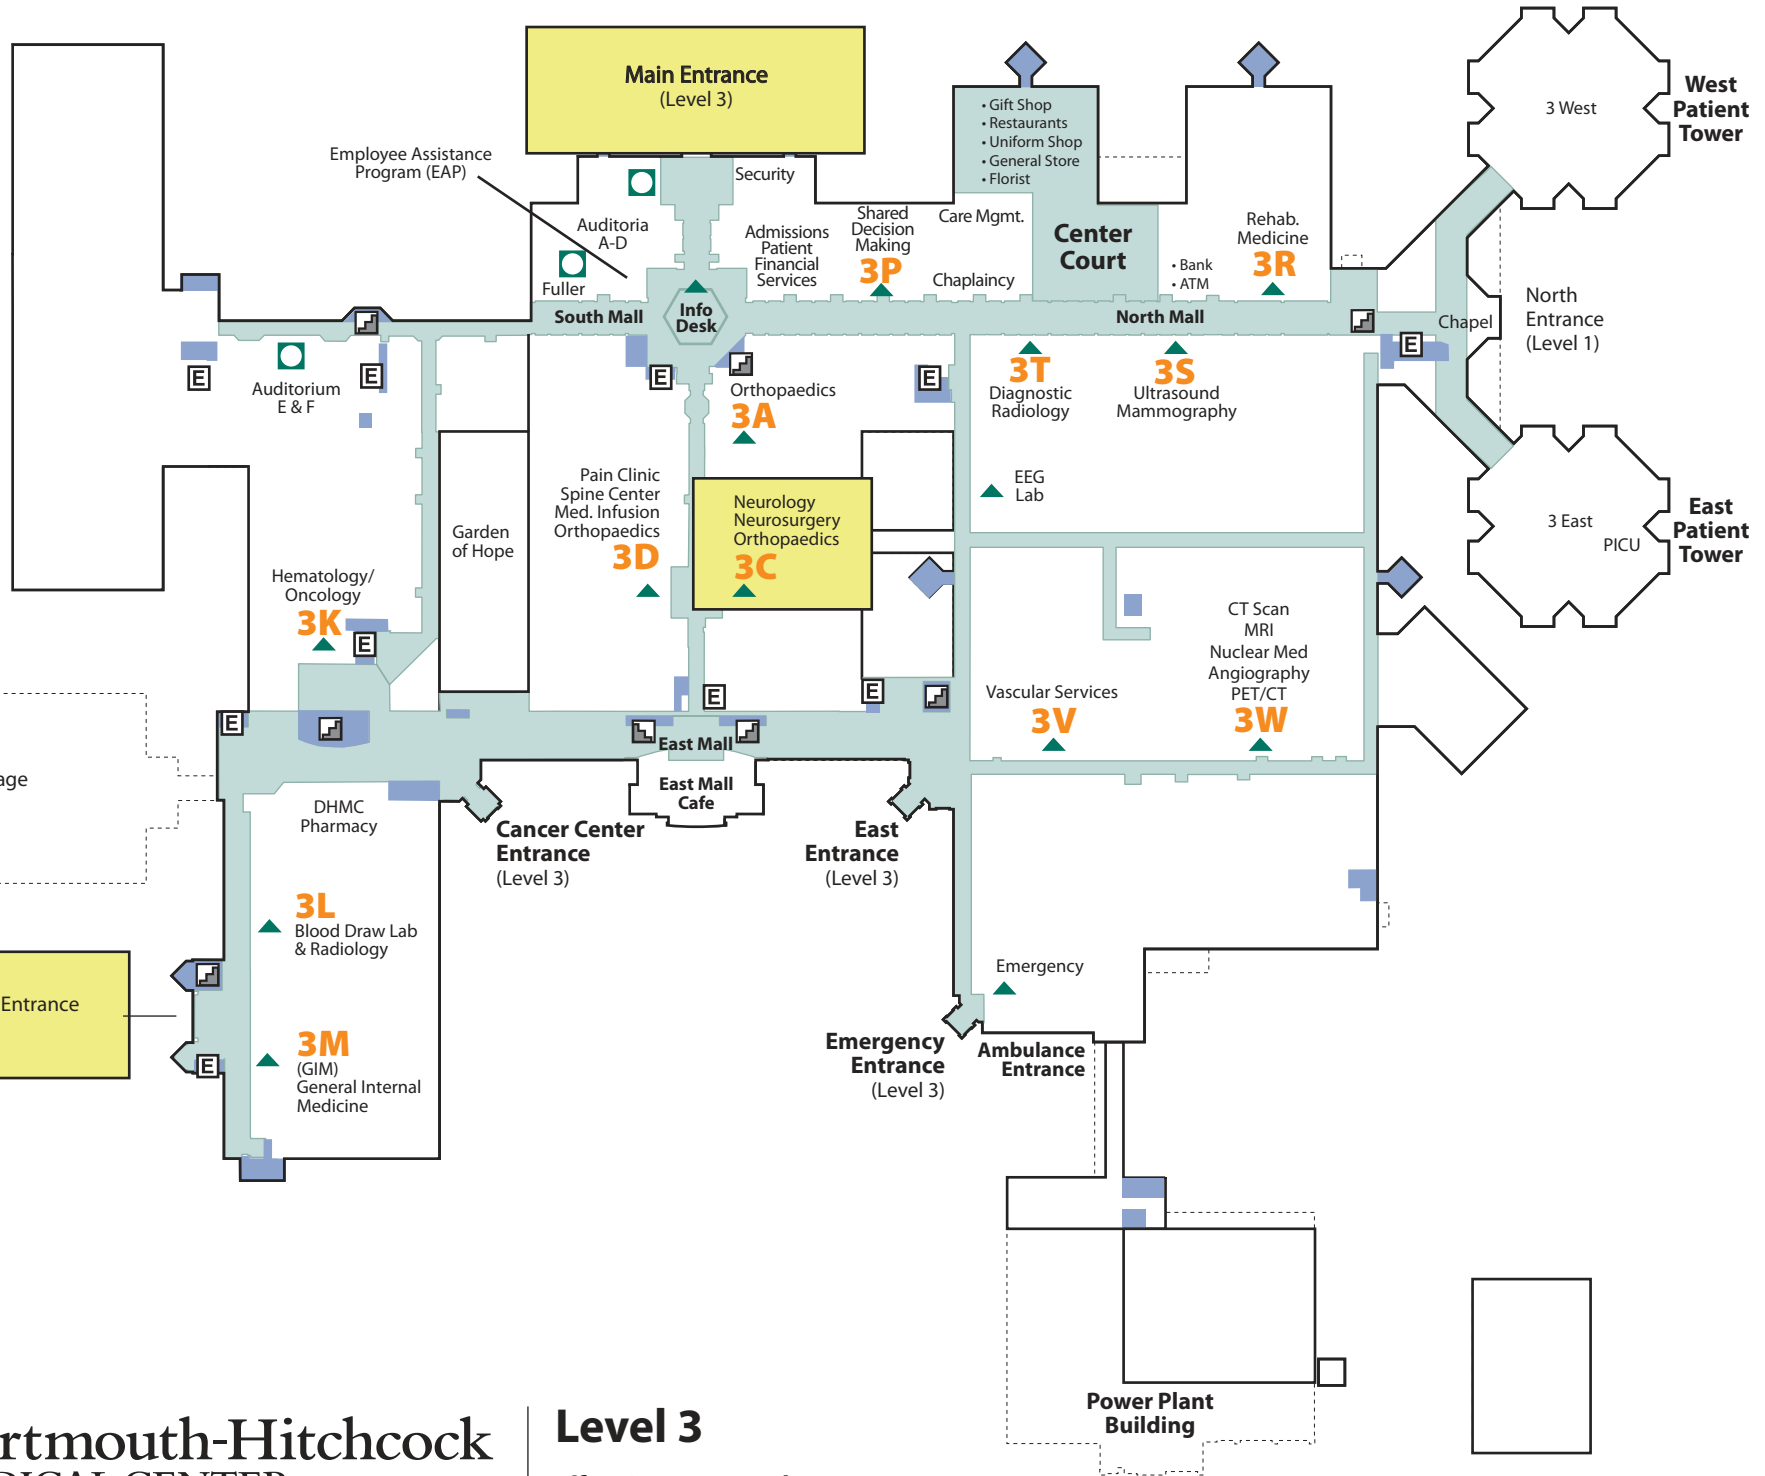 Main Entrance
(Level 3)
• Gift Shop
• Restaurants
• Uniform Shop
• General Store
• Florist
3 West
West
Patient
Tower
Employee Assistance
Program (EAP)
Security
Auditoria
A-D
Fuller
Admissions
Patient
Financial
Services
Shared
Decision
Making
3P
Care Mgmt.
Chaplaincy
Center
Court
• Bank
• ATM
Rehab.
Medicine
3R
South Mall
Info
Desk
North Mall
Chapel
North
Entrance
(Level 1)
E
Auditorium
E & F
E
E
Orthopaedics
3A
E
3T
Diagnostic
Radiology
3S
Ultrasound
Mammography
E
EEG
Lab
Garden
of Hope
Pain Clinic
Spine Center
Med. Infusion
Orthopaedics
3D
Neurology
Neurosurgery
Orthopaedics
3C
3 East
PICU
East
Patient
Tower
Hematology/
Oncology
3K
E
CT Scan
MRI
Nuclear Med
Angiography
PET/CT
3W
Vascular Services
3V
E
E
E
East Mall
East Mall
Cafe
age
DHMC
Pharmacy
Cancer Center
Entrance
(Level 3)
East
Entrance
(Level 3)
3L
Blood Draw Lab
& Radiology
Entrance
E
3M
(GIM)
General Internal
Medicine
Emergency
Emergency
Entrance
(Level 3)
Ambulance
Entrance
Power Plant
Building
rtmouth-Hitchcock
Level 3